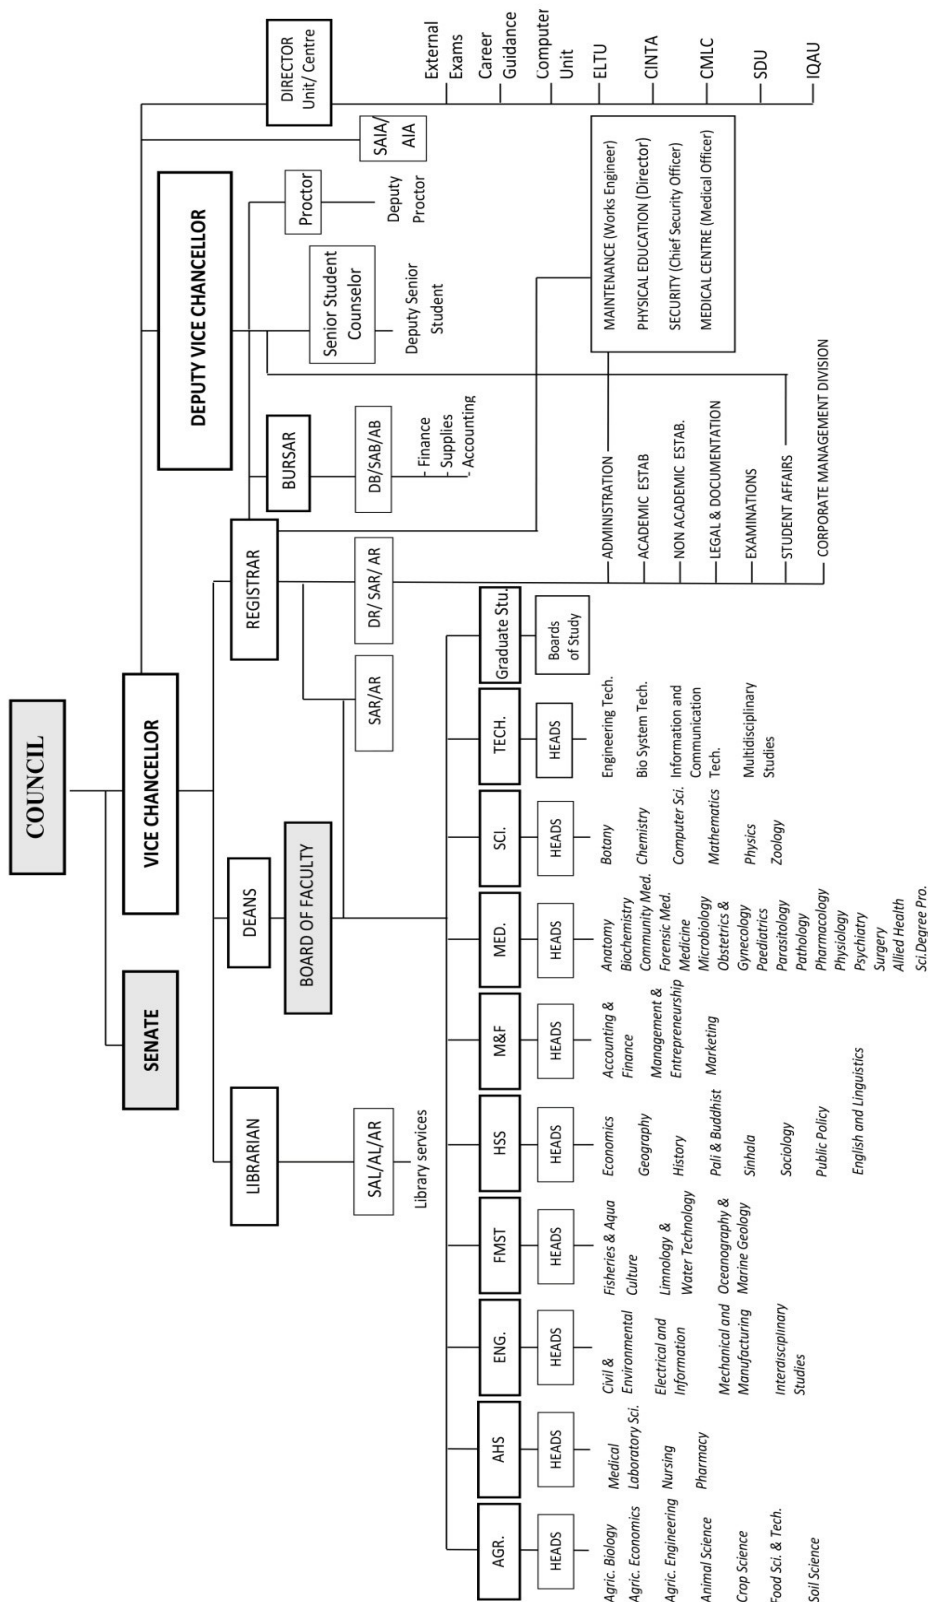 COUNCIL
SENATE
VICE CHANCELLOR
DEPUTY VICE CHANCELLOR
DIRECTOR
Unit/ Centre
SAIA/
AIA
LIBRARIAN
DEANS
REGISTRAR
BURSAR
Senior Student
Counselor
Proctor
BOARD OF FACULTY
SAL/AL/AR
Library services
SAR/AR
DR/ SAR/ AR
DB/SAB/AB
- Finance
- Supplies
- Accounting
Deputy Senior
Student
Deputy
Proctor
External
Exams
Career
Guidance
Computer
Unit
ELTU
CINTA
CMLC
SDU
IQAU
AGR.
AHS
ENG.
FMST
HSS
M&F
MED.
SCI.
TECH.
Graduate Stu.
HEADS
HEADS
HEADS
HEADS
HEADS
HEADS
HEADS
HEADS
HEADS
Boards
of Study
Agric. Biology
Agric. Economics
Agric. Engineering
Animal Science
Crop Science
Food Sci. & Tech.
Soil Science
Medical
Laboratory Sci.
Nursing
Pharmacy
Civil &
Environmental
Electrical and
Information
Mechanical and
Manufacturing
Interdisciplinary
Studies
Fisheries & Aqua
Culture
Limnology &
Water Technology
Oceanography &
Marine Geology
Economics
Geography
History
Pali & Buddhist
Sinhala
Sociology
Public Policy
English and Linguistics
Accounting &
Finance
Management &
Entrepreneurship
Marketing
Anatomy
Biochemistry
Community Med.
Forensic Med.
Medicine
Microbiology
Obstetrics &
Gynecology
Paediatrics
Parasitology
Pathology
Pharmacology
Physiology
Psychiatry
Surgery
Allied Health
Sci.Degree Pro.
Botany
Chemistry
Computer Sci.
Mathematics
Physics
Zoology
Engineering Tech.
Bio System Tech.
Information and
Communication
Tech.
Multidisciplinary
Studies
ADMINISTRATION
ACADEMIC ESTAB
NON ACADEMIC ESTAB.
LEGAL & DOCUMENTATION
EXAMINATIONS
STUDENT AFFAIRS
CORPORATE MANAGEMENT DIVISION
MAINTENANCE (Works Engineer)
PHYSICAL EDUCATION (Director)
SECURITY (Chief Security Officer)
MEDICAL CENTRE (Medical Officer)